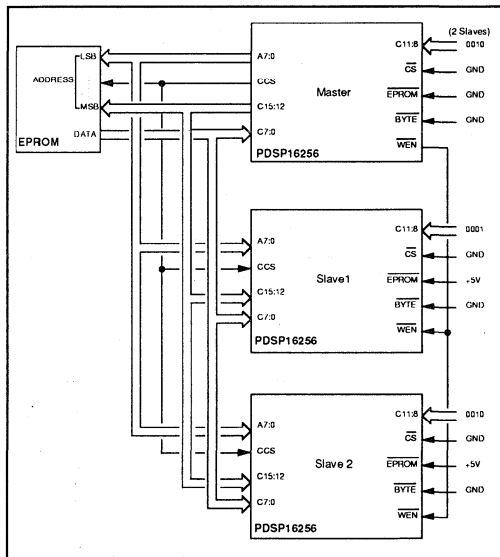 (2 Slaves)
LSB
ADDRESS
MSB
DATA
EPROM
A7:0
CCS
C15:12
C7:0
Master
C11:8
0010
CS
GND
EPROM
GND
BYTE
GND
WEN
PDSP16256
A7:0
CCS
C15:12
C7:0
Slave1
C11:8
0001
CS
GND
EPROM
+5V
BYTE
GND
WEN
PDSP16256
A7:0
CCS
C15:12
C7:0
Slave 2
C11:8
0010
CS
GND
EPROM
+5V
BYTE
GND
WEN
PDSP16256